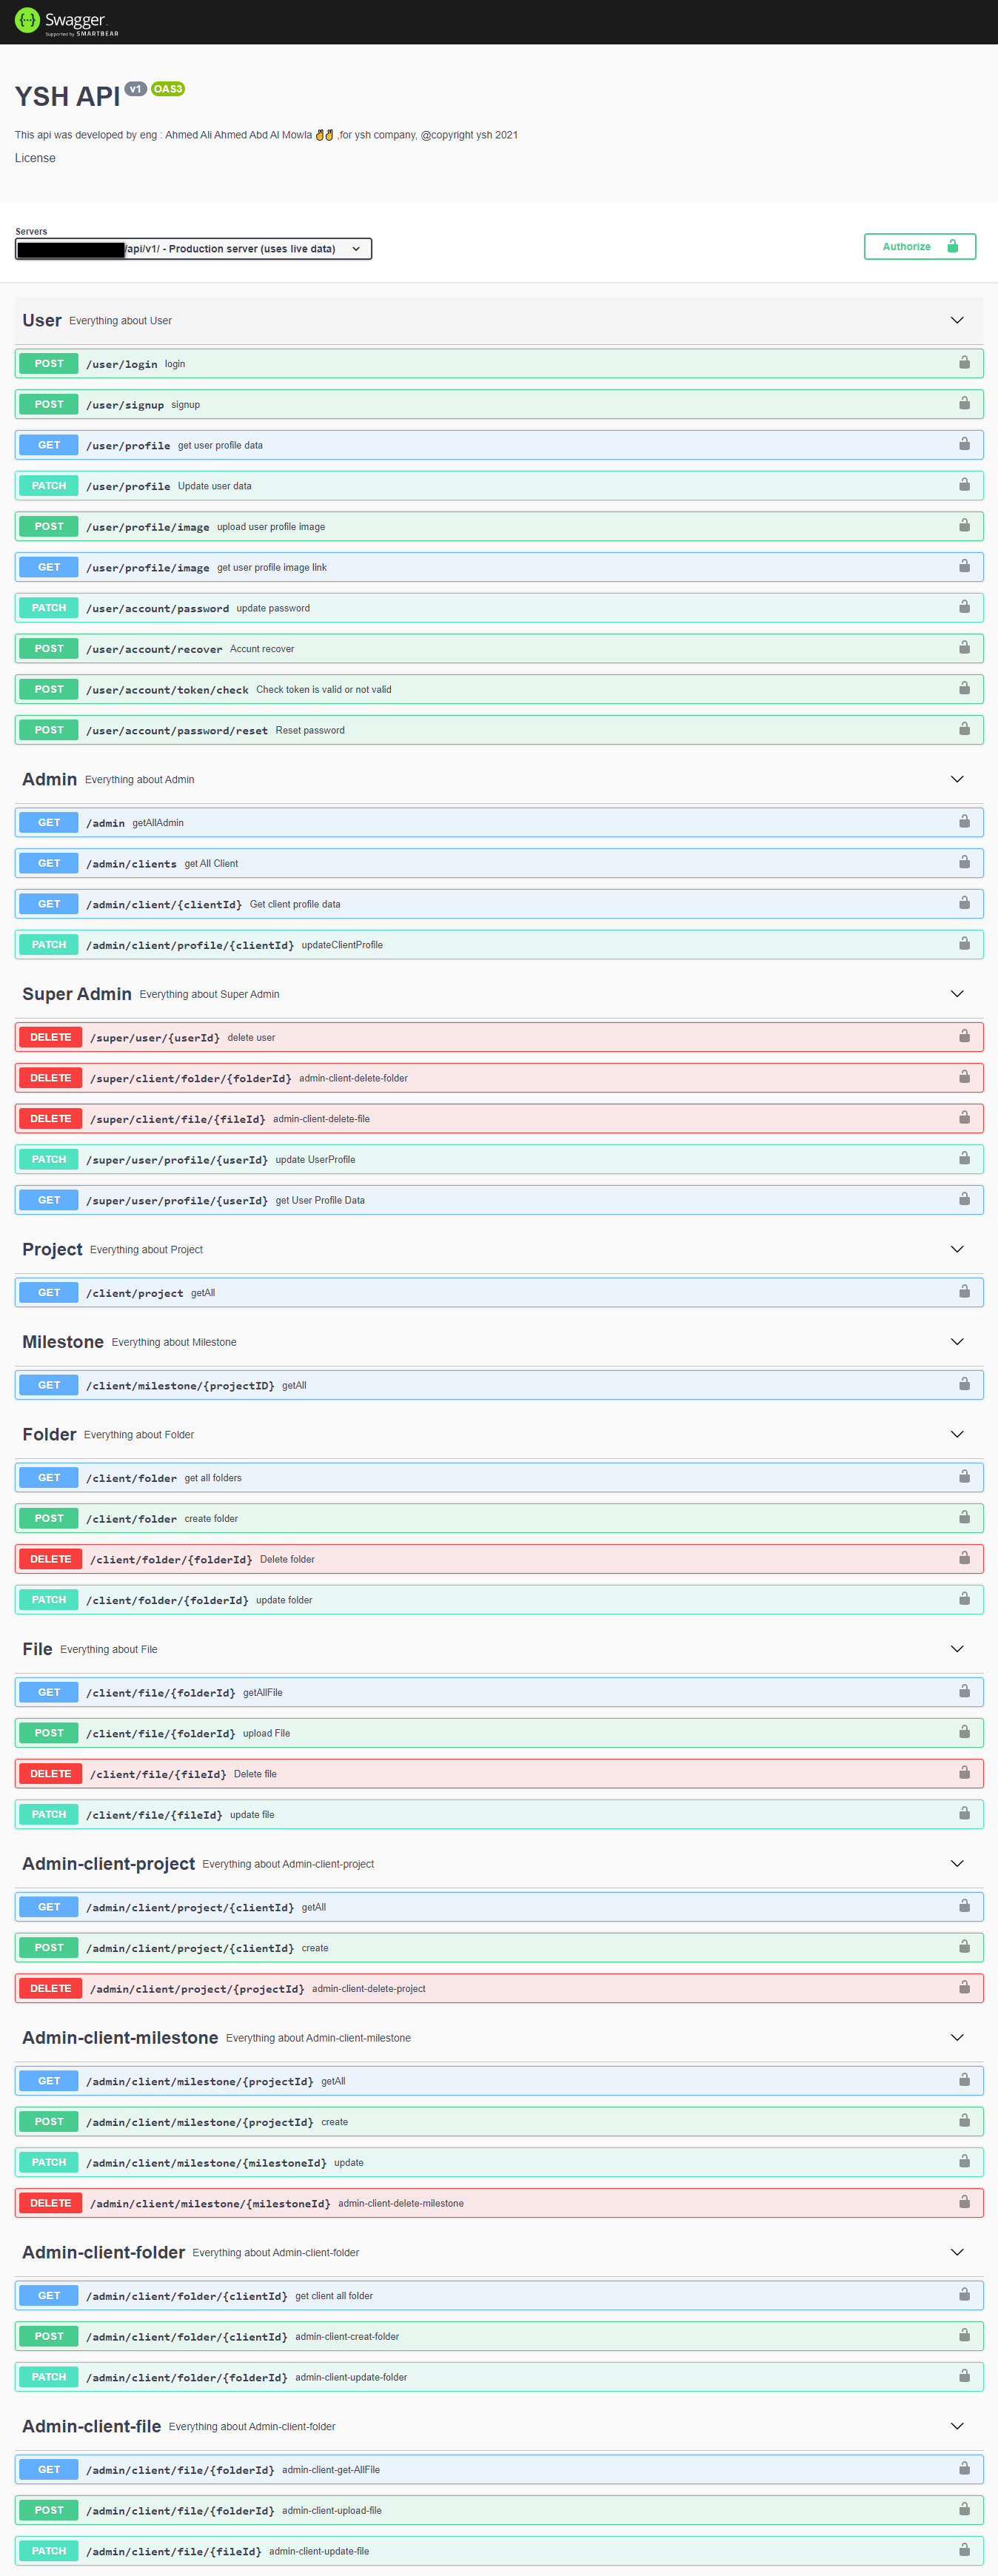 Swagger.
Supported by SMARTBEAR
YSH API v1 OAS3
This api was developed by eng : Ahmed Ali Ahmed Abd Al Mowla ✌✌ ,for ysh company, @copyright ysh 2021
License
Servers
/api/v1/ - Production server (uses live data)
Authorize
User Everything about User
POST /user/login login
POST /user/signup signup
GET /user/profile get user profile data
PATCH /user/profile Update user data
POST /user/profile/image upload user profile image
GET /user/profile/image get user profile image link
PATCH /user/account/password update password
POST /user/account/recover Accunt recover
POST /user/account/token/check Check token is valid or not valid
POST /user/account/password/reset Reset password
Admin Everything about Admin
GET /admin getAllAdmin
GET /admin/clients get All Client
GET /admin/client/{clientId} Get client profile data
PATCH /admin/client/profile/{clientId} updateClientProfile
Super Admin Everything about Super Admin
DELETE /super/user/{userId} delete user
DELETE /super/client/folder/{folderId} admin-client-delete-folder
DELETE /super/client/file/{fileId} admin-client-delete-file
PATCH /super/user/profile/{userId} update UserProfile
GET /super/user/profile/{userId} get User Profile Data
Project Everything about Project
GET /client/project getAll
Milestone Everything about Milestone
GET /client/milestone/{projectID} getAll
Folder Everything about Folder
GET /client/folder get all folders
POST /client/folder create folder
DELETE /client/folder/{folderId} Delete folder
PATCH /client/folder/{folderId} update folder
File Everything about File
GET /client/file/{folderId} getAllFile
POST /client/file/{folderId} upload File
DELETE /client/file/{fileId} Delete file
PATCH /client/file/{fileId} update file
Admin-client-project Everything about Admin-client-project
GET /admin/client/project/{clientId} getAll
POST /admin/client/project/{clientId} create
DELETE /admin/client/project/{projectId} admin-client-delete-project
Admin-client-milestone Everything about Admin-client-milestone
GET /admin/client/milestone/{projectId} getAll
POST /admin/client/milestone/{projectId} create
PATCH /admin/client/milestone/{milestoneId} update
DELETE /admin/client/milestone/{milestoneId} admin-client-delete-milestone
Admin-client-folder Everything about Admin-client-folder
GET /admin/client/folder/{clientId} get client all folder
POST /admin/client/folder/{clientId} admin-client-creat-folder
PATCH /admin/client/folder/{folderId} admin-client-update-folder
Admin-client-file Everything about Admin-client-folder
GET /admin/client/file/{folderId} admin-client-get-AllFile
POST /admin/client/file/{folderId} admin-client-upload-file
PATCH /admin/client/file/{fileId} admin-client-update-file